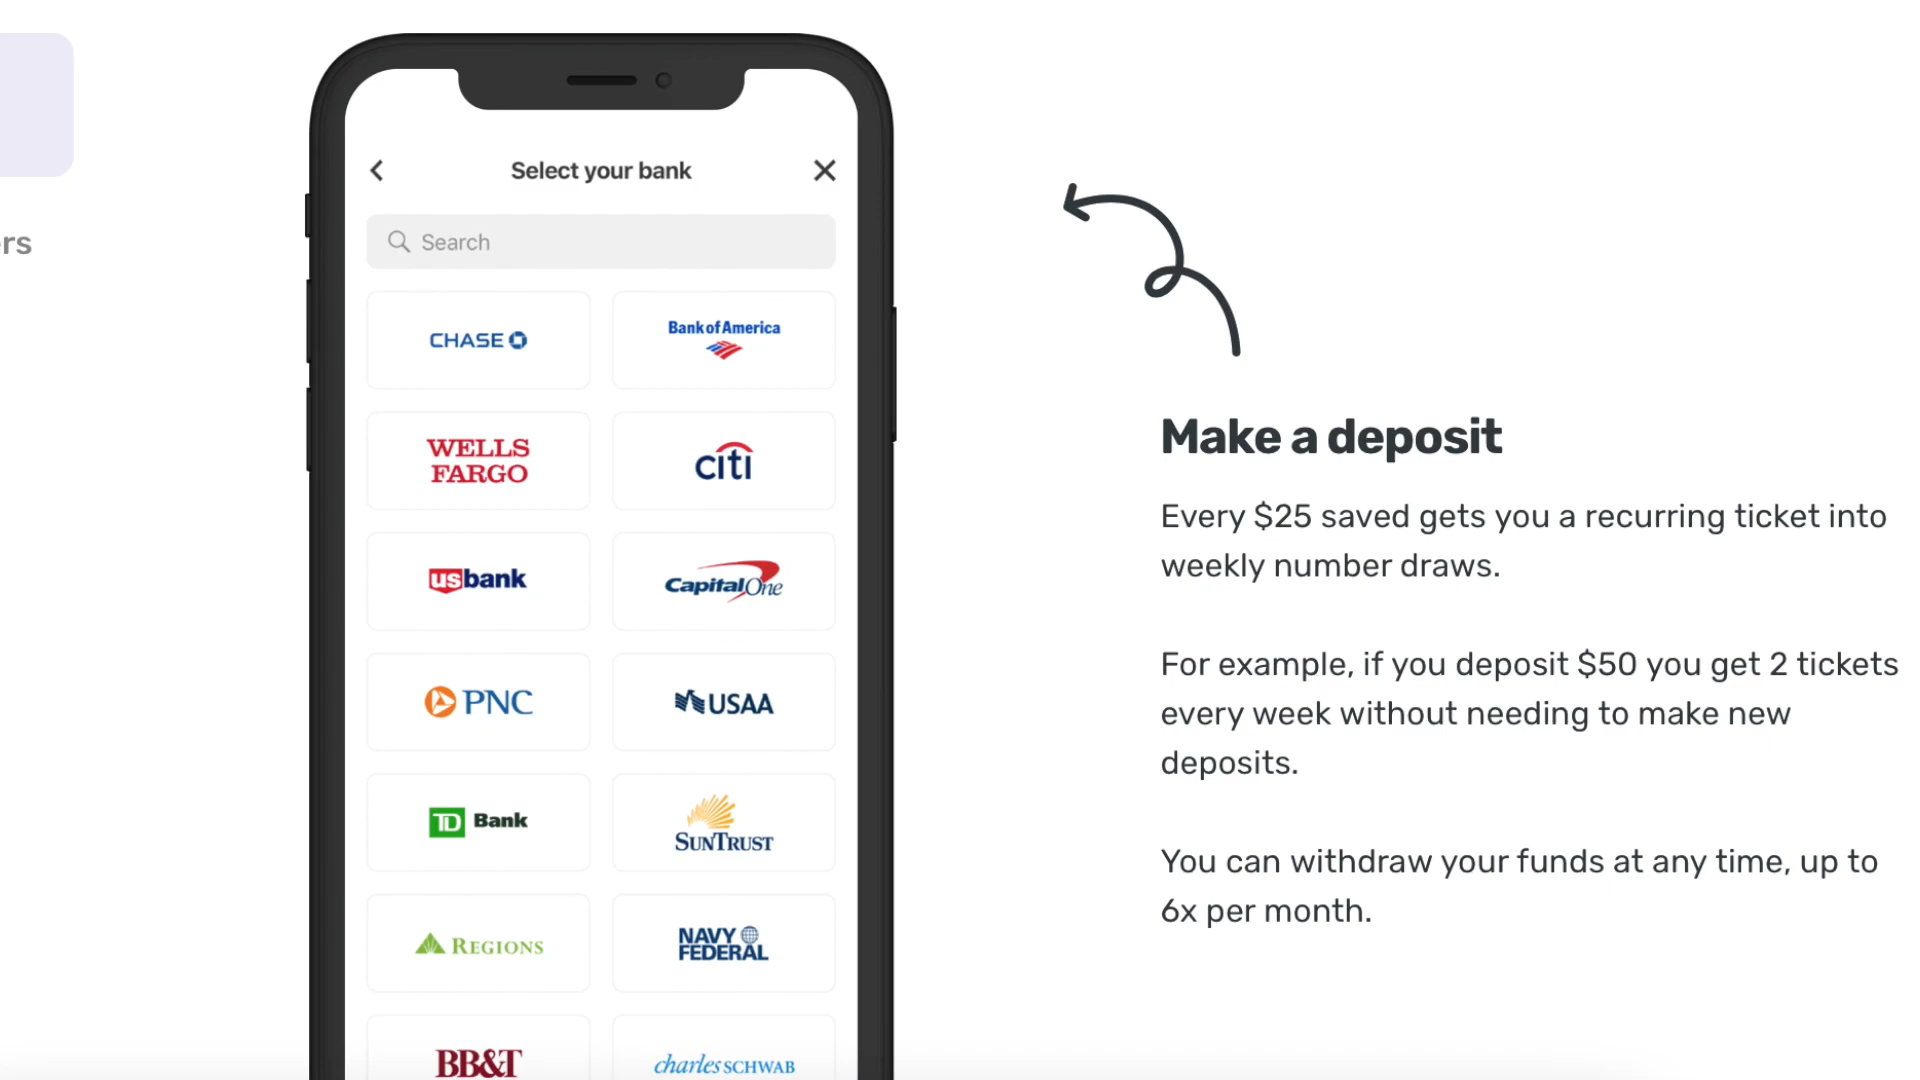 ers
Select your bank
Search
CHASE
Bank of America
WELLS
FARGO
citi
usbank
Capital One
PNC
USAA
TD Bank
SUNTRUST
REGIONS
NAVY
FEDERAL
BB&T
charles SCHWAB
Make a deposit
Every $25 saved gets you a recurring ticket into
weekly number draws.
For example, if you deposit $50 you get 2 tickets
every week without needing to make new
deposits.
You can withdraw your funds at any time, up to
6x per month.